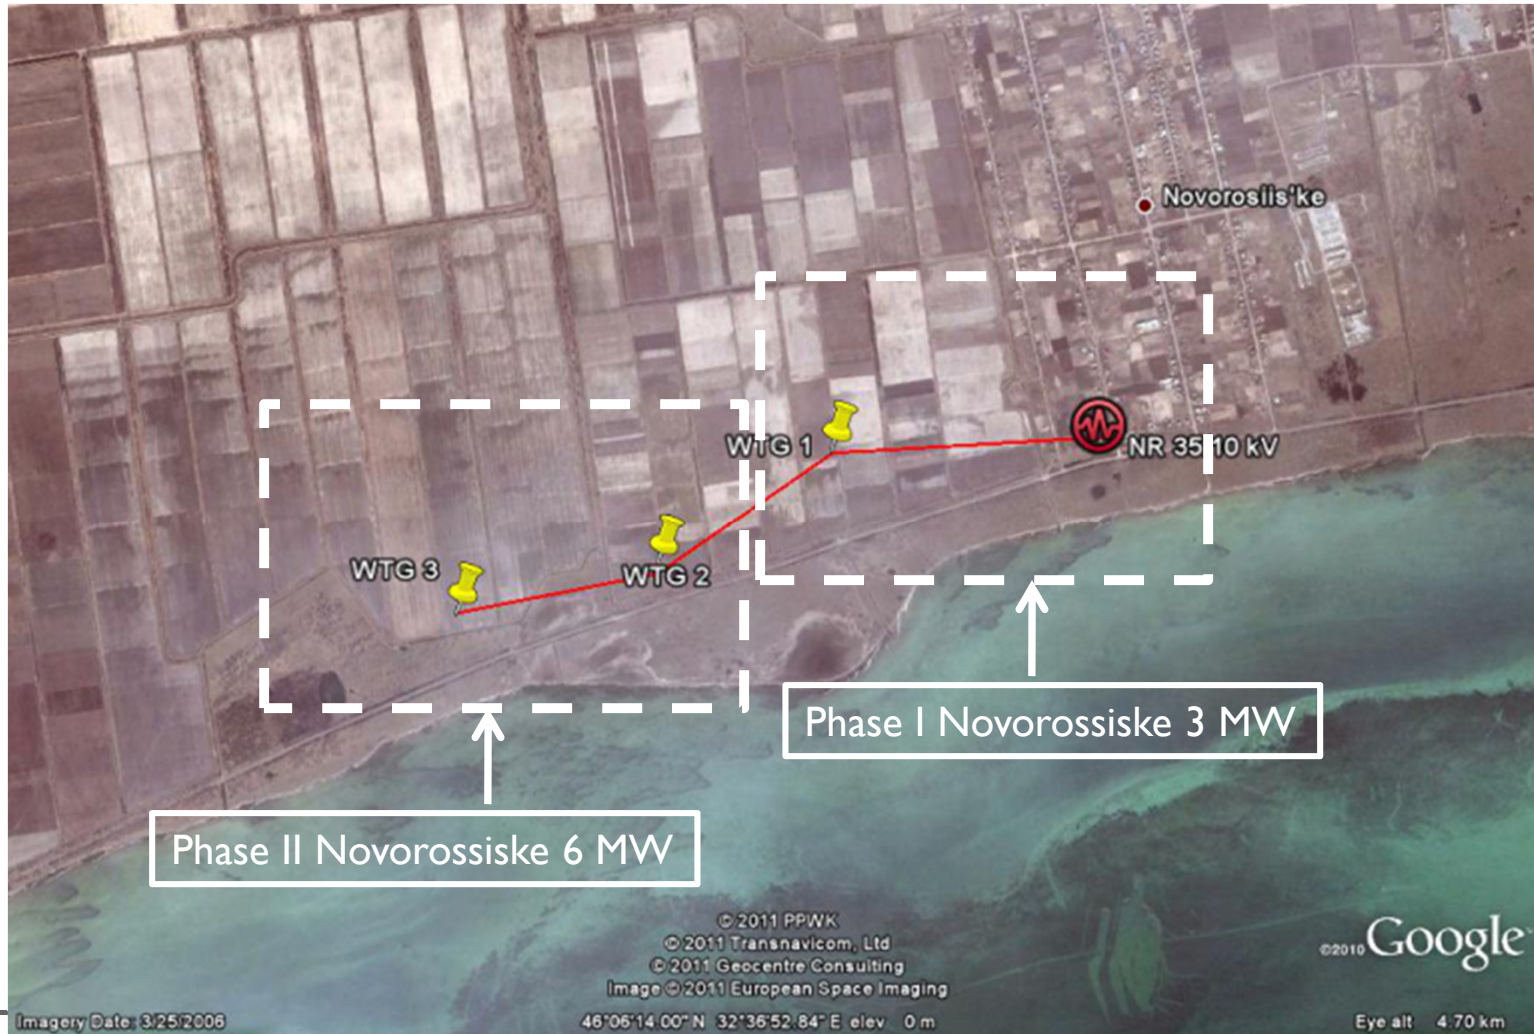 Novorosiis'ke
WTG 1
NR 35/10 kV
WTG 3
WTG 2
Phase I Novorossiske 3 MW
Phase II Novorossiske 6 MW
© 2011 PPWK
© 2011 Transnavicom, Ltd
© 2011 Geocentre Consulting
Image © 2011 European Space Imaging
©2010 Google
Imagery Date: 3/25/2006
46°06'14.00" N 32°36'52.84" E elev 0 m
Eye alt 4.70 km